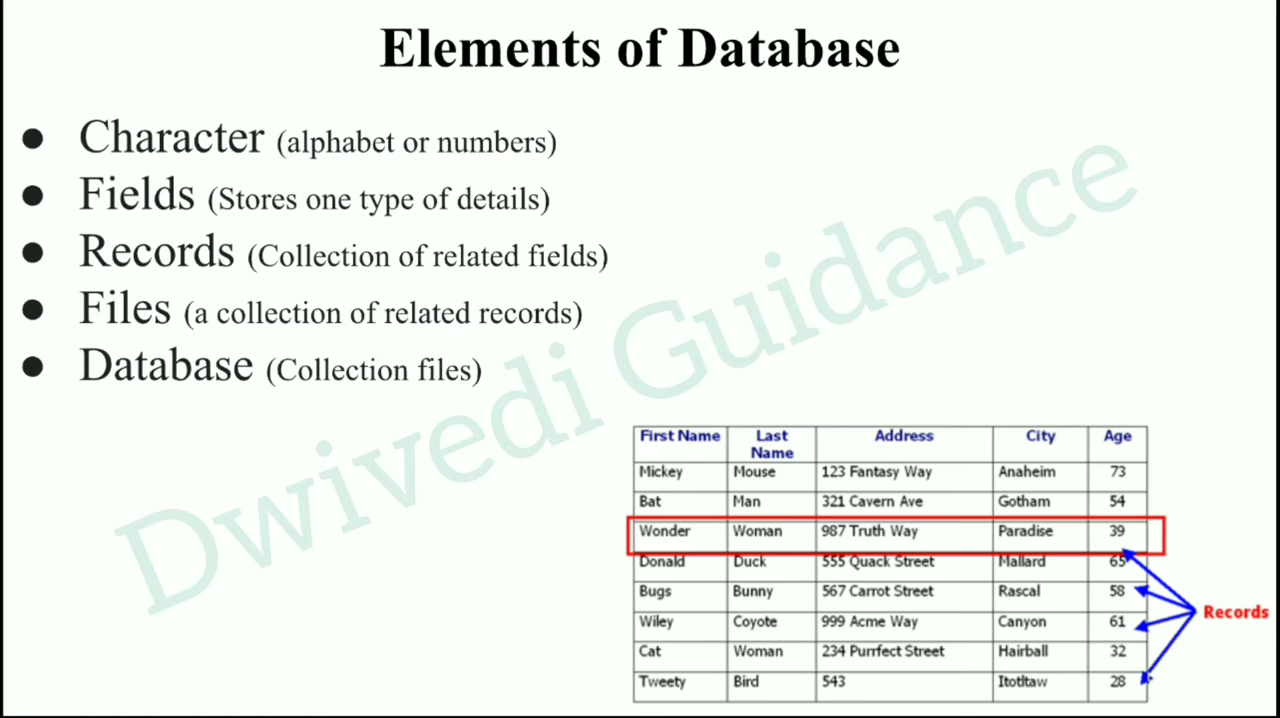 Elements of Database
● Character (alphabet or numbers)
● Fields (Stores one type of details)
● Records (Collection of related fields)
● Files (a collection of related records)
● Database (Collection files)
Dwivedi Guidance
First Name Last Name Address City Age
Mickey Mouse 123 Fantasy Way Anaheim 73
Bat Man 321 Cavern Ave Gotham 54
Wonder Woman 987 Truth Way Paradise 39
Donald Duck 555 Quack Street Mallard 65
Bugs Bunny 567 Carrot Street Rascal 58
Wiley Coyote 999 Acme Way Canyon 61
Cat Woman 234 Purrfect Street Hairball 32
Tweety Bird 543 Itotltaw 28
Records